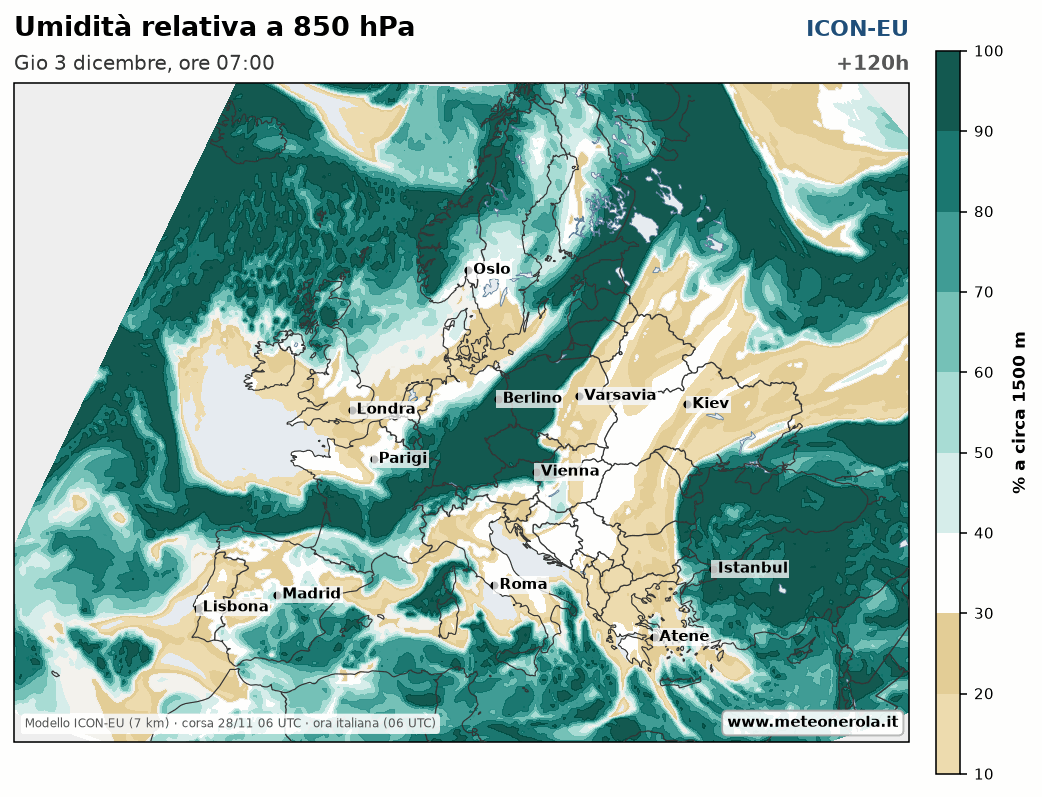 Umidità relativa a 850 hPa
ICON-EU
Gio 3 dicembre, ore 07:00
+120h
100
90
80
70
60
50
40
30
20
10
% a circa 1500 m
Oslo
Berlino
Varsavia
Kiev
Londra
Parigi
Vienna
Istanbul
Roma
Madrid
Lisbona
Atene
Modello ICON-EU (7 km) · corsa 28/11 06 UTC · ora italiana (06 UTC)
www.meteonerola.it